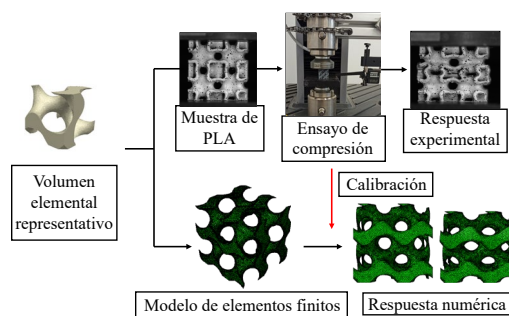 Muestra de
PLA
Ensayo de
compresión
Respuesta
experimental
Volumen
elemental
representativo
Calibración
Modelo de elementos finitos
Respuesta numérica